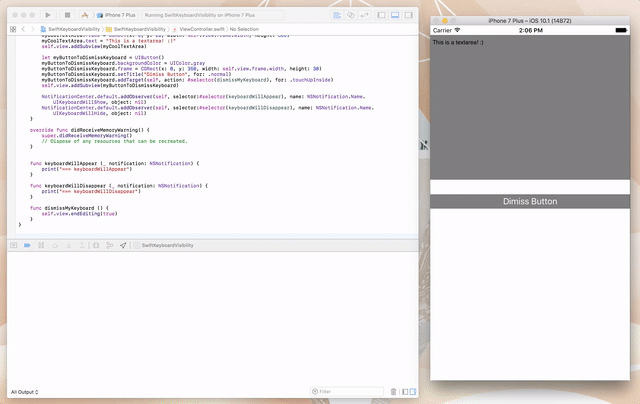 iPhone 7 Plus
Running SwiftKeyboardVisibility on iPhone 7 Plus
SwiftKeyboardVisibility
SwiftKeyboardVisibility
ViewController.swift
No Selection
myCoolTextArea.text = "This is a textarea! :)"
self.view.addSubview(myCoolTextArea)
let myButtonToDismissKeyboard = UIButton()
myButtonToDismissKeyboard.backgroundColor = UIColor.gray
myButtonToDismissKeyboard.frame = CGRect(x: 0, y: 350, width: self.view.frame.width, height: 30)
myButtonToDismissKeyboard.setTitle("Dimiss Button", for: .normal)
myButtonToDismissKeyboard.addTarget(self, action: #selector(dismissMyKeyboard), for: .touchUpInside)
self.view.addSubview(myButtonToDismissKeyboard)
NotificationCenter.default.addObserver(self, selector:#selector(keyboardWillAppear), name: NSNotification.Name.
UIKeyboardWillShow, object: nil)
NotificationCenter.default.addObserver(self, selector:#selector(keyboardWillDisappear), name: NSNotification.Name.
UIKeyboardWillHide, object: nil)
}
override func didReceiveMemoryWarning() {
super.didReceiveMemoryWarning()
// Dispose of any resources that can be recreated.
}
func keyboardWillAppear (_ notification: NSNotification) {
print("=== keyboardWillAppear")
}
func keyboardWillDisappear (_ notification: NSNotification) {
print("=== keyboardWillDisappear")
}
func dismissMyKeyboard () {
self.view.endEditing(true)
}
}
SwiftKeyboardVisibility
All Output
Filter
iPhone 7 Plus – iOS 10.1 (14B72)
Carrier
2:06 PM
This is a textarea! :)
Dimiss Button